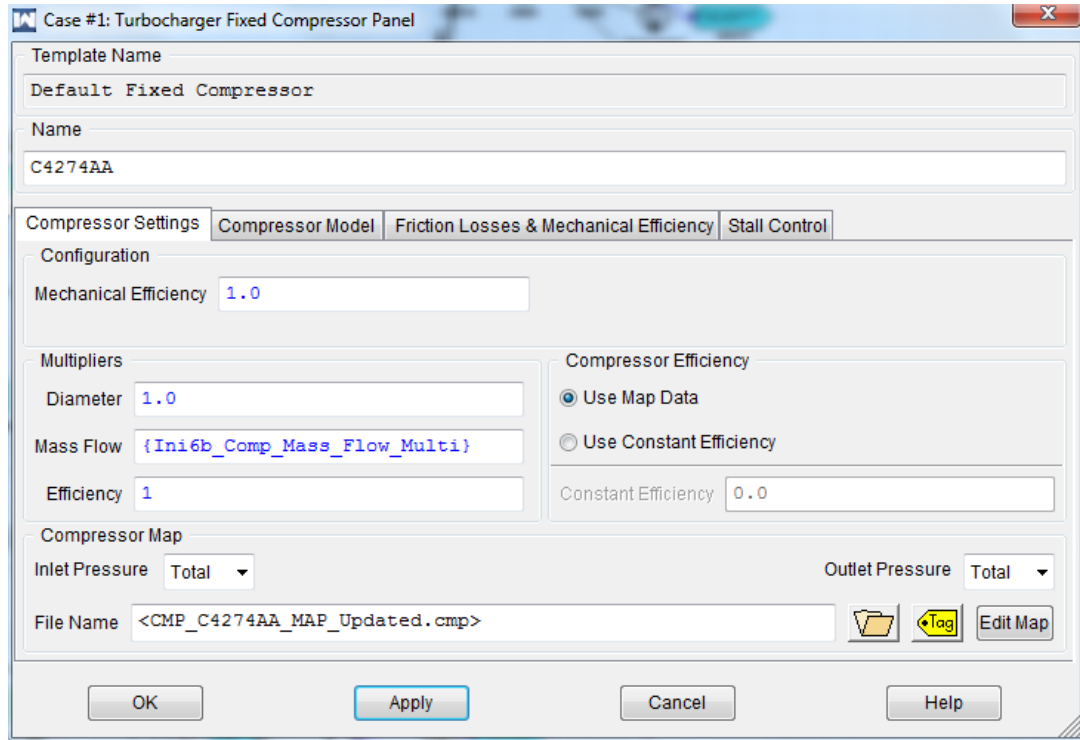 Case #1: Turbocharger Fixed Compressor Panel
Template Name
Default Fixed Compressor
Name
C4274AA
Compressor Settings Compressor Model Friction Losses & Mechanical Efficiency Stall Control
Configuration
Mechanical Efficiency 1.0
Multipliers
Diameter 1.0
Mass Flow {Ini6b_Comp_Mass_Flow_Multi}
Efficiency 1
Compressor Efficiency
Use Map Data
Use Constant Efficiency
Constant Efficiency 0.0
Compressor Map
Inlet Pressure Total Outlet Pressure Total
File Name <CMP_C4274AA_MAP_Updated.cmp> Tag Edit Map
OK Apply Cancel Help